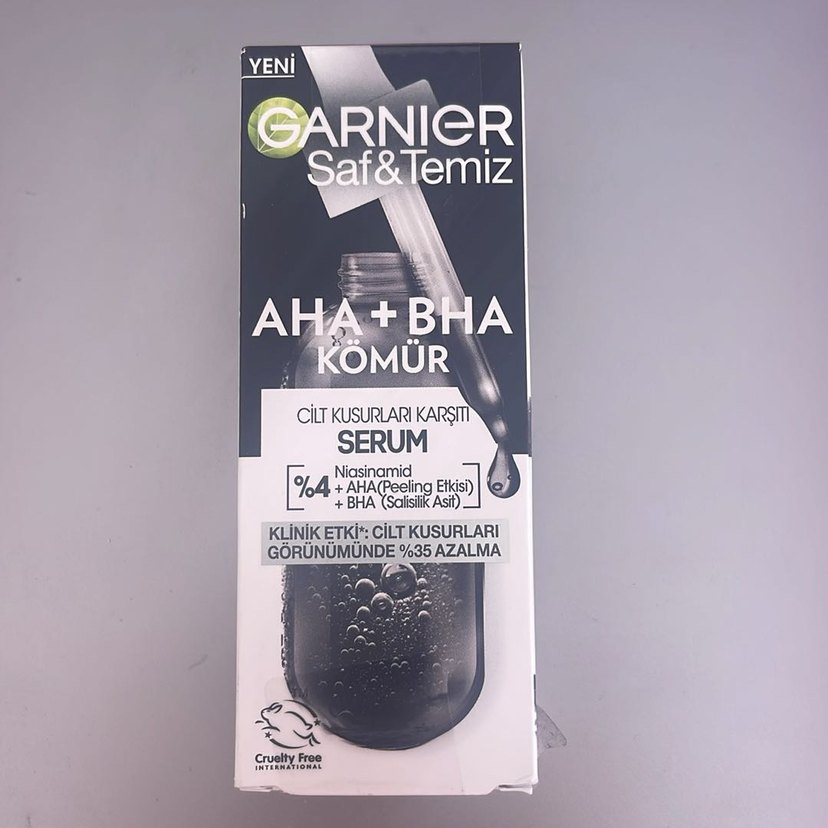 YENİ
GARNIER
Saf&Temiz
AHA + BHA
KÖMÜR
CİLT KUSURLARI KARŞITI
SERUM
%4 Niasinamid
+ AHA(Peeling Etkisi)
+ BHA (Salisilik Asit)
KLİNİK ETKİ*: CİLT KUSURLARI
GÖRÜNÜMÜNDE %35 AZALMA
Cruelty Free
INTERNATIONAL